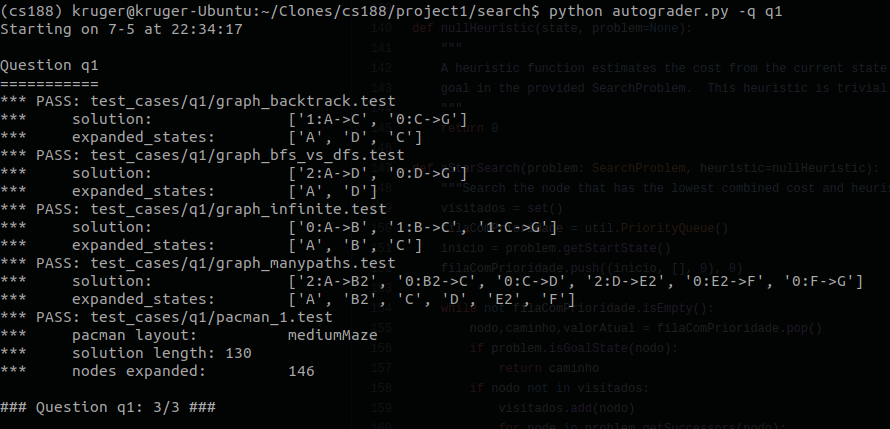 (cs188) kruger@kruger-Ubuntu:~/Clones/cs188/project1/search$ python autograder.py -q q1
Starting on 7-5 at 22:34:17
Question q1
===========
*** PASS: test_cases/q1/graph_backtrack.test
***     solution:               ['1:A->C', '0:C->G']
***     expanded_states:        ['A', 'D', 'C']
*** PASS: test_cases/q1/graph_bfs_vs_dfs.test
***     solution:               ['2:A->D', '0:D->G']
***     expanded_states:        ['A', 'D']
*** PASS: test_cases/q1/graph_infinite.test
***     solution:               ['0:A->B', '1:B->C', '1:C->G']
***     expanded_states:        ['A', 'B', 'C']
*** PASS: test_cases/q1/graph_manypaths.test
***     solution:               ['2:A->B2', '0:B2->C', '0:C->D', '2:D->E2', '0:E2->F', '0:F->G']
***     expanded_states:        ['A', 'B2', 'C', 'D', 'E2', 'F']
*** PASS: test_cases/q1/pacman_1.test
***     pacman layout:          mediumMaze
***     solution length: 130
***     nodes expanded:         146
### Question q1: 3/3 ###
140 def nullHeuristic(state, problem=None):
141 """
142 A heuristic function estimates the cost from the current state
goal in the provided SearchProblem. This heuristic is trivial
"""
return 0
SearchProblem, heuristic=nullHeuristic):
"""Search the node that has the lowest combined cost and heuris
visitados = set()
= util.PriorityQueue()
inicio = problem.getStartState()
filaComPrioridade.push((inicio, [], 0), 0)
while not filaComPrioridade.isEmpty():
155 nodo,caminho,valorAtual = filaComPrioridade.pop()
156 if problem.isGoalState(nodo):
157 return caminho
158 if nodo not in visitados:
159 visitados.add(nodo)
for node in problem.getSuccessors(nodo):